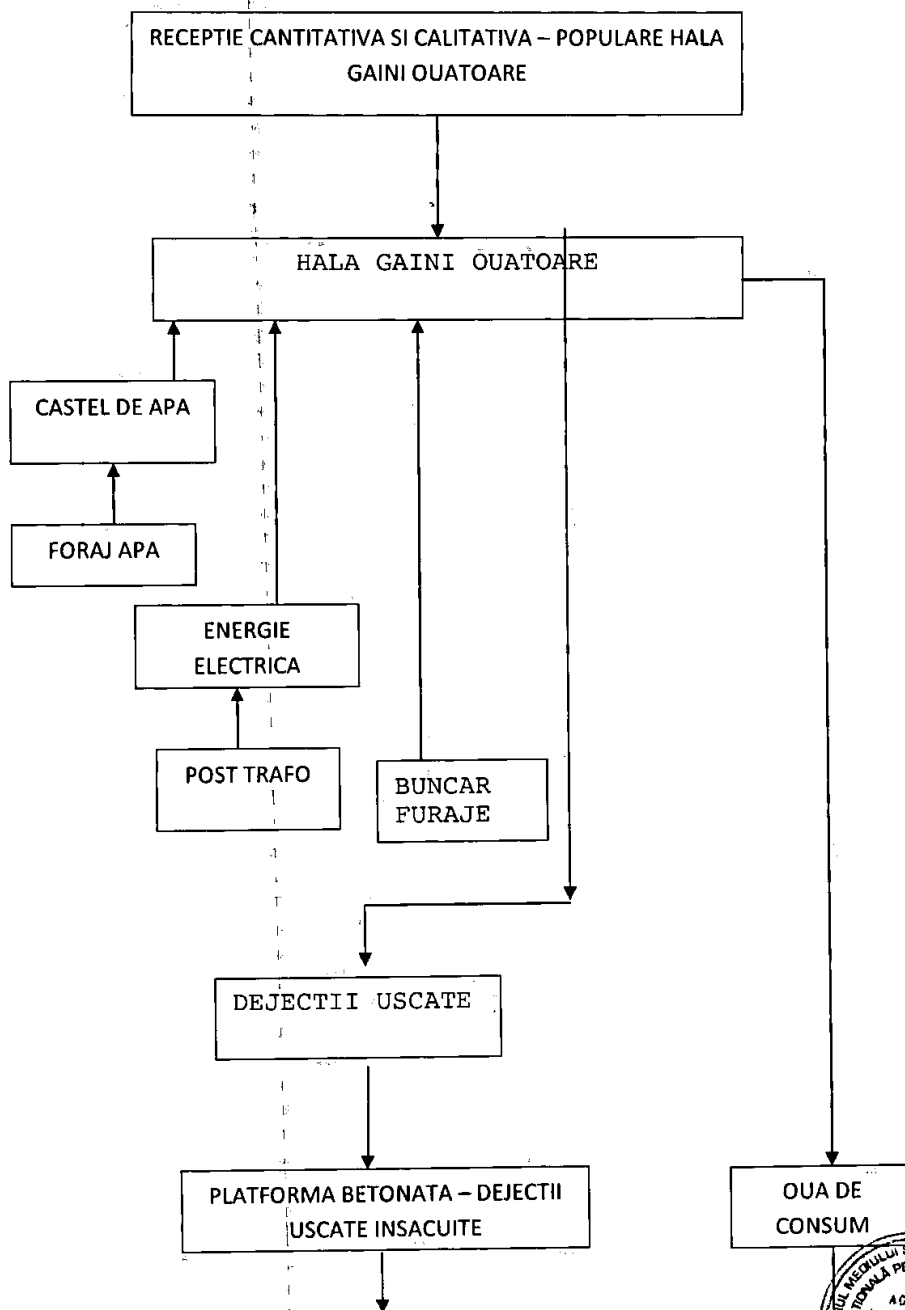 RECEPTIE CANTITATIVA SI CALITATIVA – POPULARE HALA
GAINI OUATOARE
HALA GAINI OUATOARE
CASTEL DE APA
FORAJ APA
ENERGIE
ELECTRICA
POST TRAFO
BUNCAR
FURAJE
DEJECTII USCATE
PLATFORMA BETONATA – DEJECTII
USCATE INSACUITE
OUA DE
CONSUM
MEDIULUI